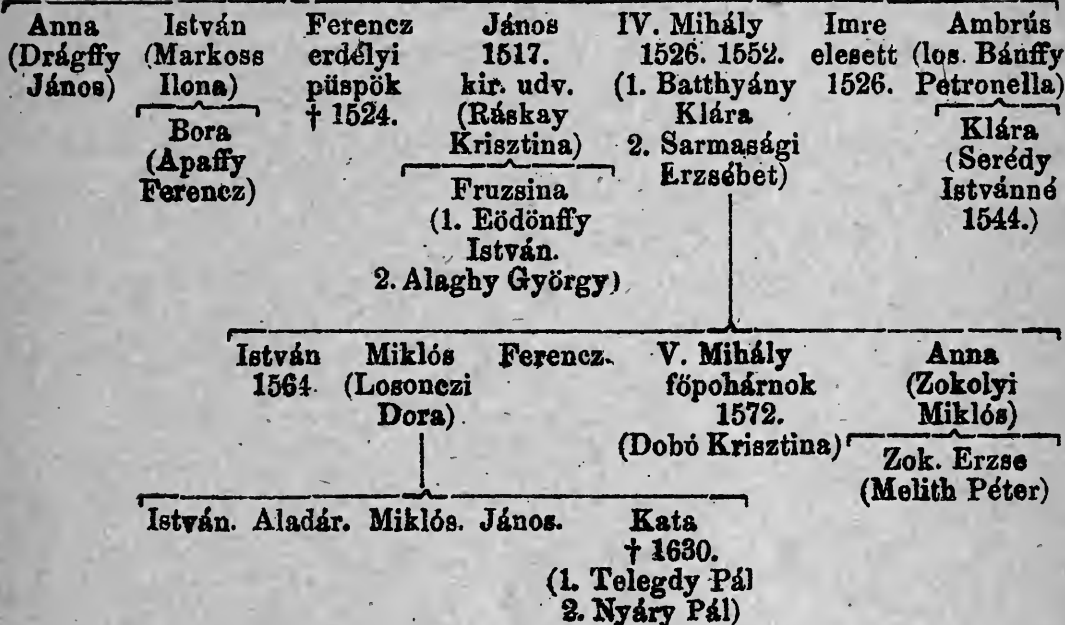 Anna István Ferencz János IV. Mihály Imre Ambrús
(Drágffy (Markoss erdélyi 1517. 1526. 1552. elesett (los. Bánffy
János) Ilona) püspök kir. udv. (1. Batthyány 1526. Petronella)
† 1524. (Ráskay Klára
Bora Krisztina) 2. Sarmasági Klára
(Apaffy Erzsébet) (Serédy
Ferencz) Istvánné
Fruzsina 1544.)
(1. Eödönffy
István.
2. Alaghy György)
István Miklós Ferencz. V. Mihály Anna
1564. (Losonczi főpohárnok (Zokolyi
Dora) 1572. Miklós)
(Dobó Krisztina)
Zok. Erzse
(Melith Péter)
István. Aladár. Miklós. János. Kata
† 1630.
(1. Telegdy Pál
2. Nyáry Pál)